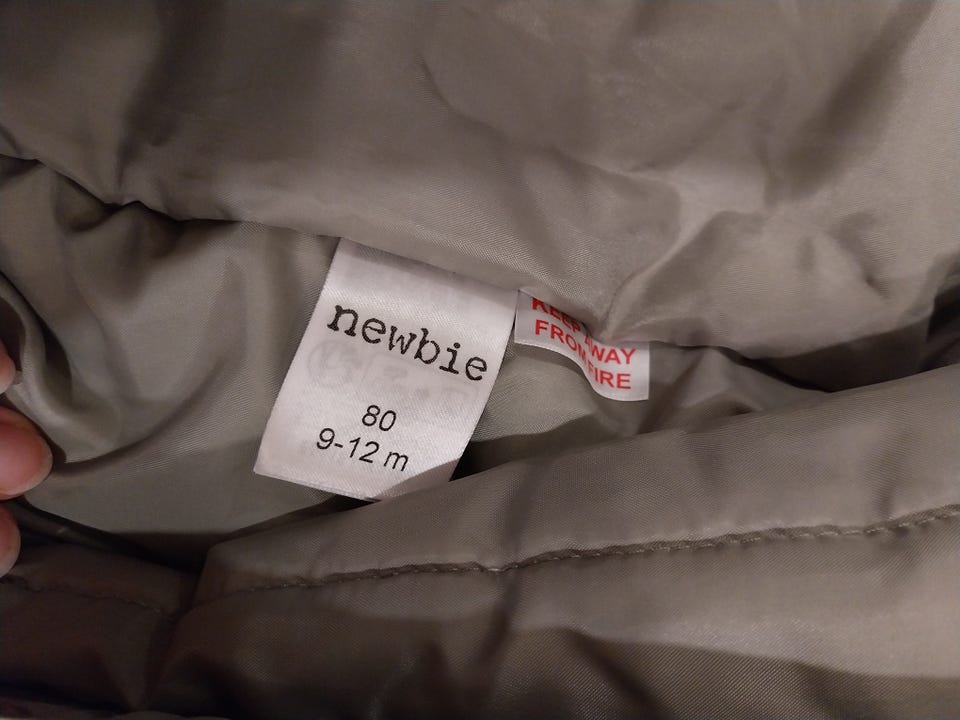 newbie
80
9-12 m
KEEP AWAY
FROM FIRE